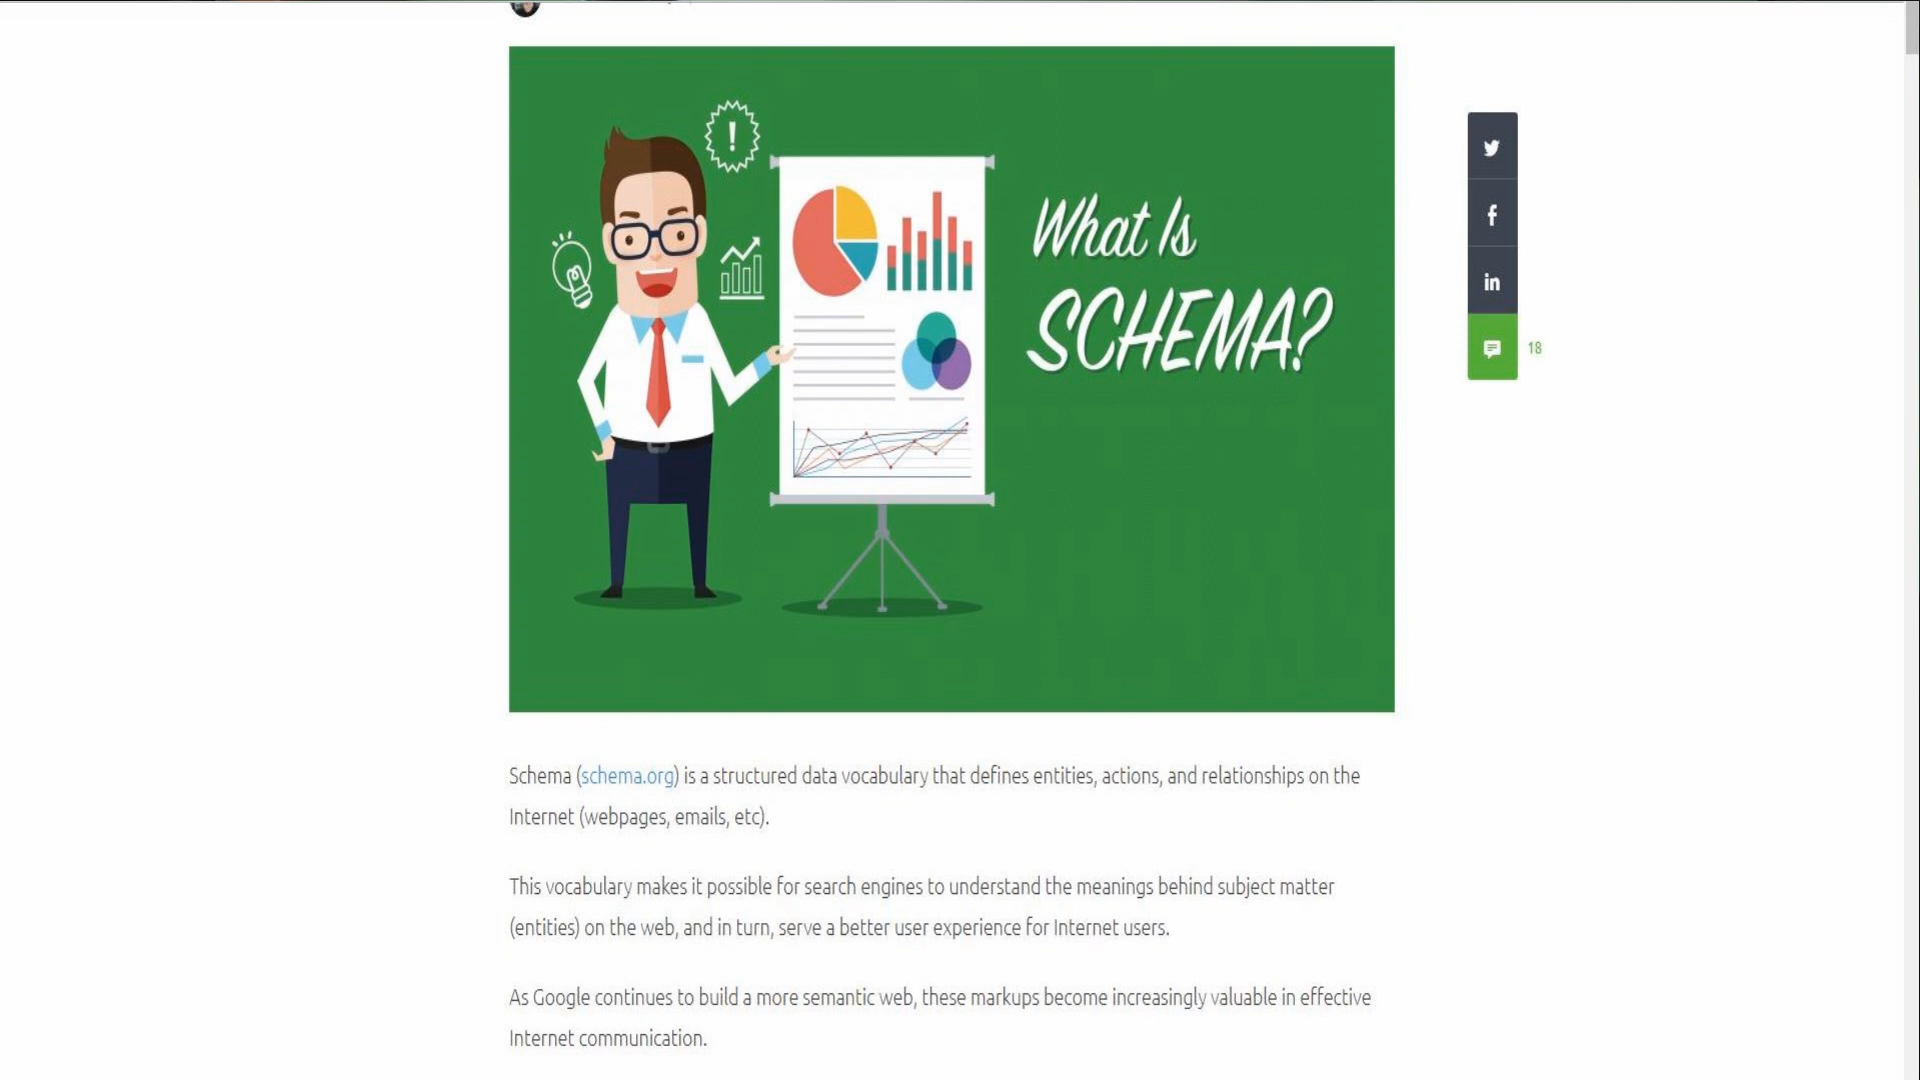 What Is
SCHEMA?
18
Schema (schema.org) is a structured data vocabulary that defines entities, actions, and relationships on the
Internet (webpages, emails, etc).
This vocabulary makes it possible for search engines to understand the meanings behind subject matter
(entities) on the web, and in turn, serve a better user experience for Internet users.
As Google continues to build a more semantic web, these markups become increasingly valuable in effective
Internet communication.